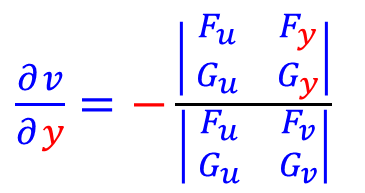 ∂v/∂y = − |F_u F_y; G_u G_y| / |F_u F_v; G_u G_v|